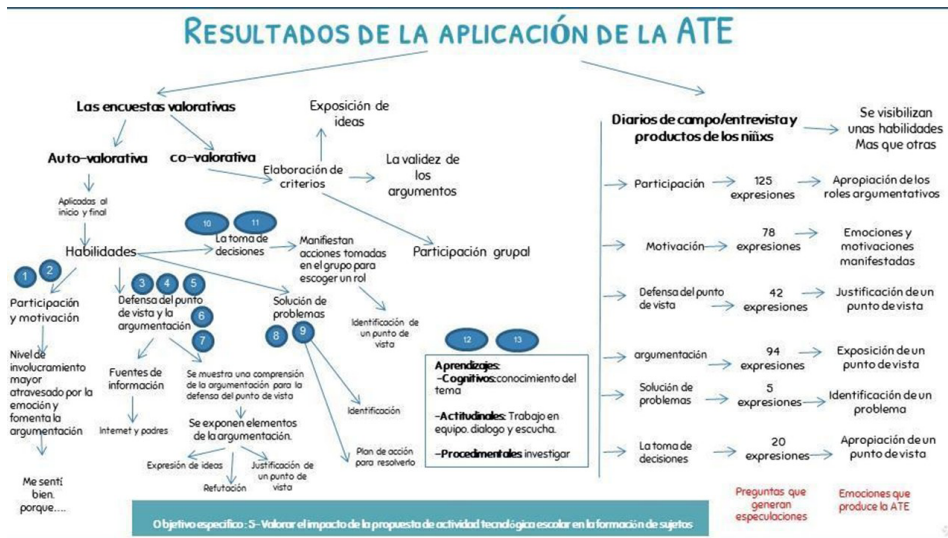 RESULTADOS DE LA APLICACIÓN DE LA ATE
Las encuestas valorativas
Auto-valorativa
co-valorativa
Aplicadas al
inicio y final
Habilidades
Elaboración de
criterios
Exposición de
ideas
La validez de
los
argumentos
Participación grupal
10
11
La toma de
decisiones
Manifiestan
acciones tomadas
en el grupo para
escoger un rol
Identificación de
un punto de
vista
1
2
Participación
y motivación
Nivel de
involucramiento
mayor
atravesado por la
emoción y
fomenta la
argumentación
Me sentí
bien.
porque....
3
4
5
6
7
Defensa del punto
de vista y la
argumentación
Fuentes de
información
Internet y padres
Se muestra una comprensión
de la argumentación para la
defensa del punto de vista
Se exponen elementos
de la argumentación.
Expresión de ideas
Refutación
Justificación de
un punto de
vista
Solución de
problemas
8
9
Identificación
Plan de acción
para resolverlo
12
13
Aprendizajes:
-Cognitivos:conocimiento del
tema
-Actitudinales: Trabajo en
equipo. dialogo y escucha.
-Procedimentales: investigar
Diarios de campo/entrevista y
productos de los niñxs
Se visibilizan
unas habilidades
Mas que otras
Participación
125
expresiones
Apropiación de los
roles argumentativos
Motivación
78
expresiones
Emociones y
motivaciones
manifestadas
Defensa del punto
de vista
42
expresiones
Justificación de un
punto de vista
argumentación
94
expresiones
Exposición de un
punto de vista
Solución de
problemas
5
expresiones
Identificación de un
problema
La toma de
decisiones
20
expresiones
Apropiación de un
punto de vista
Preguntas que
generan
especulaciones
Emociones que
produce la ATE
Objetivo especifico : 5- Valorar el impacto de la propuesta de actividad tecnológica escolar en la formación de sujetos